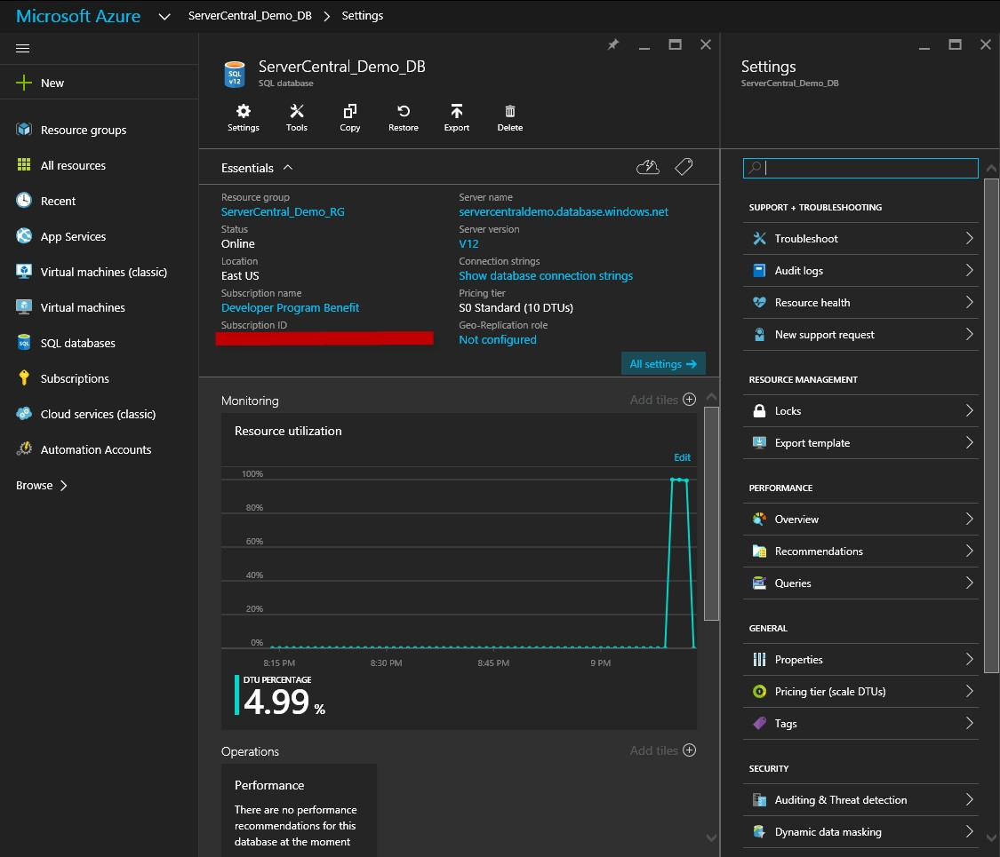 Microsoft Azure
ServerCentral_Demo_DB
Settings
New
Resource groups
All resources
Recent
App Services
Virtual machines (classic)
Virtual machines
SQL databases
Subscriptions
Cloud services (classic)
Automation Accounts
Browse
SQL
v12
ServerCentral_Demo_DB
SQL database
Settings
Tools
Copy
Restore
Export
Delete
Essentials
Resource group
ServerCentral_Demo_RG
Status
Online
Location
East US
Subscription name
Developer Program Benefit
Subscription ID
Server name
servercentraldemo.database.windows.net
Server version
V12
Connection strings
Show database connection strings
Pricing tier
S0 Standard (10 DTUs)
Geo-Replication role
Not configured
All settings
Monitoring
Add tiles
Resource utilization
Edit
100%
80%
60%
40%
20%
0%
8:15 PM 8:30 PM 8:45 PM 9 PM
DTU PERCENTAGE
4.99 %
Operations
Add tiles
Performance
There are no performance
recommendations for this
database at the moment
Settings
ServerCentral_Demo_DB
SUPPORT + TROUBLESHOOTING
Troubleshoot
Audit logs
Resource health
New support request
RESOURCE MANAGEMENT
Locks
Export template
PERFORMANCE
Overview
Recommendations
Queries
GENERAL
Properties
Pricing tier (scale DTUs)
Tags
SECURITY
Auditing & Threat detection
Dynamic data masking